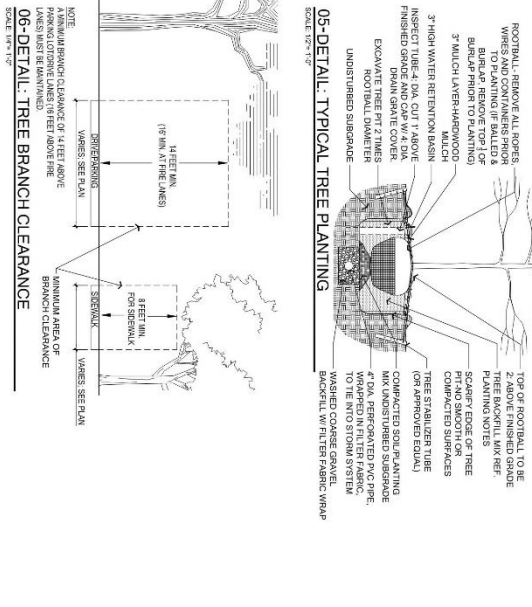 ROOTBALL- REMOVE ALL ROPES,
WIRES AND CONTAINERS PRIOR
TO PLANTING (IF BALLED &
BURLAP, REMOVE TOP ⅓ OF
BURLAP PRIOR TO PLANTING)
3" MULCH LAYER-HARDWOOD
MULCH
3" HIGH WATER RETENTION BASIN
INSPECT TUBE-4: DIA. CUT 1' ABOVE
FINISHED GRADE AND CAP W/ 4: DIA.
DRAIN GRATE COVER.
EXCAVATE TREE PIT 2 TIMES
ROOTBALL DIAMETER
UNDISTURBED SUBGRADE
TOP OF ROOTBALL TO BE
2: ABOVE FINISHED GRADE
TREE BACKFILL MIX REF.
PLANTING NOTES
SCARIFY EDGE OF TREE
PIT-NO SMOOTH OR
COMPACTED SURFACES
TREE STABILIZER TUBE
(OR APPROVED EQUAL)
COMPACTED SOIL/PLANTING
MIX UNDISTURBED SUBGRADE
4" DIA. PERFORATED PVC PIPE,
WRAPPED IN FILTER FABRIC,
TO TIE INTO STORM SYSTEM
WASHED COARSE GRAVEL
BACKFILL W/ FILTER FABRIC WRAP
05-DETAIL: TYPICAL TREE PLANTING
SCALE: 1/2"= 1'-0"
14 FEET MIN.
(16' MIN. AT FIRE LANES)
8 FEET MIN.
FOR SIDEWALK
DRIVE/PARKING
VARIES: SEE PLAN
SIDEWALK
VARIES: SEE PLAN
MINIMUM AREA OF
BRANCH CLEARANCE
NOTE:
A MINIMUM BRANCH CLEARANCE OF 14 FEET ABOVE
PARKING LOT/DRIVE LANES (16 FEET ABOVE FIRE
LANES) MUST BE MAINTAINED.
06-DETAIL: TREE BRANCH CLEARANCE
SCALE: 1/4"= 1'-0"